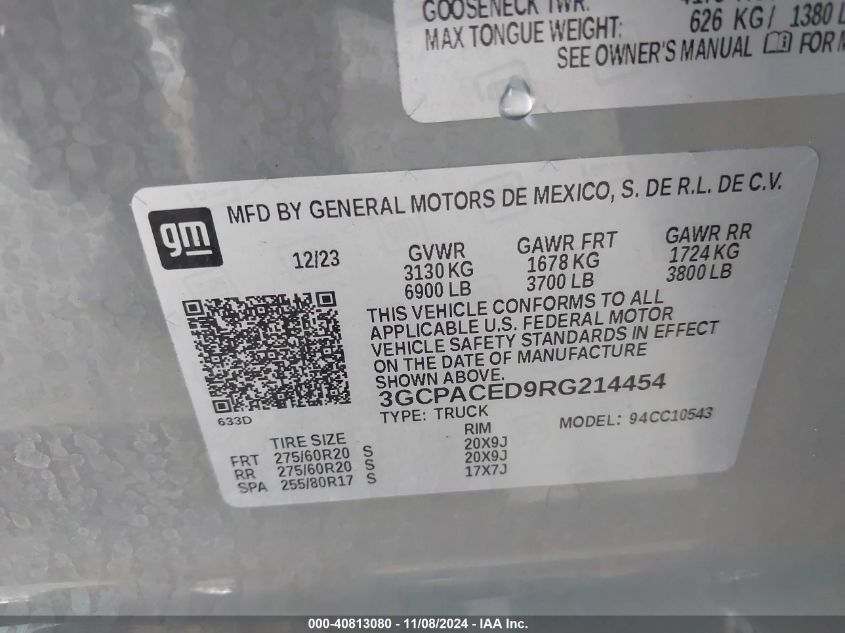 GOOSENECK TWR:
MAX TONGUE WEIGHT: 626 KG/ 1380
SEE OWNER'S MANUAL FOR
gm
MFD BY GENERAL MOTORS DE MEXICO, S. DE R.L. DE C.V.
12/23 GVWR GAWR FRT GAWR RR
3130 KG 1678 KG 1724 KG
6900 LB 3700 LB 3800 LB
THIS VEHICLE CONFORMS TO ALL
APPLICABLE U.S. FEDERAL MOTOR
VEHICLE SAFETY STANDARDS IN EFFECT
ON THE DATE OF MANUFACTURE
SHOWN ABOVE.
3GCPACED9RG214454
633D
TYPE: TRUCK MODEL: 94CC10543
TIRE SIZE RIM
FRT 275/60R20 S 20X9J
RR 275/60R20 S 20X9J
SPA 255/80R17 S 17X7J
000-40813080 - 11/08/2024 - IAA Inc.